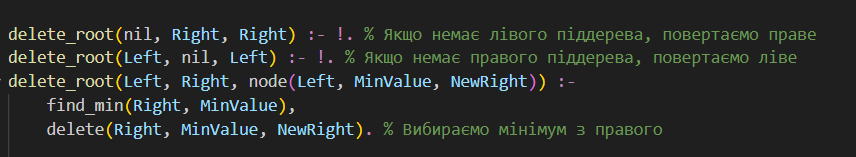 delete_root(nil, Right, Right) :- !. % Якщо немає лівого піддерева, повертаємо праве
delete_root(Left, nil, Left) :- !. % Якщо немає правого піддерева, повертаємо ліве
delete_root(Left, Right, node(Left, MinValue, NewRight)) :-
    find_min(Right, MinValue),
    delete(Right, MinValue, NewRight). % Вибираємо мінімум з правого